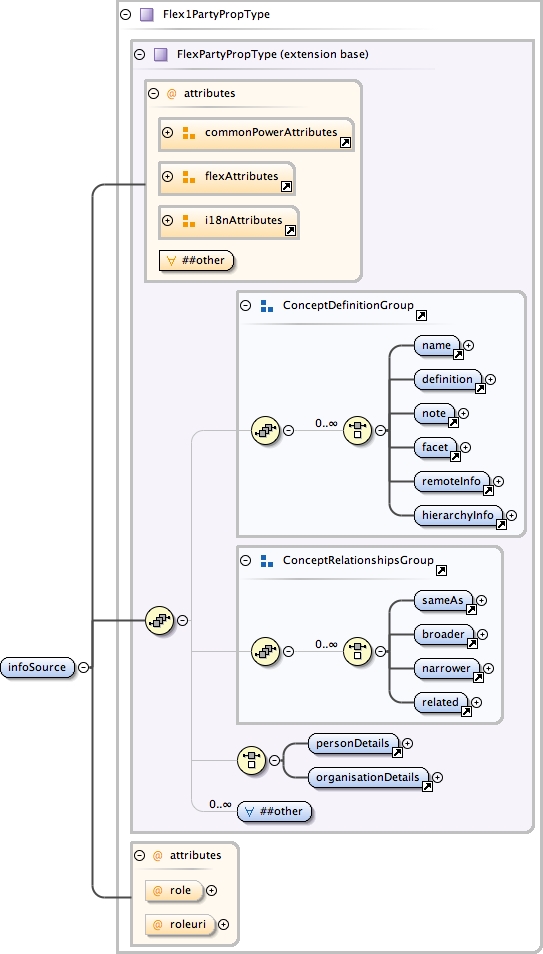 Flex1PartyPropType
FlexPartyPropType (extension base)
@ attributes
commonPowerAttributes
flexAttributes
i18nAttributes
∀ ##other
ConceptDefinitionGroup
name
definition
note
0..∞
facet
remoteInfo
hierarchyInfo
ConceptRelationshipsGroup
sameAs
broader
0..∞
narrower
related
infoSource
personDetails
organisationDetails
0..∞
∀ ##other
@ attributes
@ role
@ roleuri